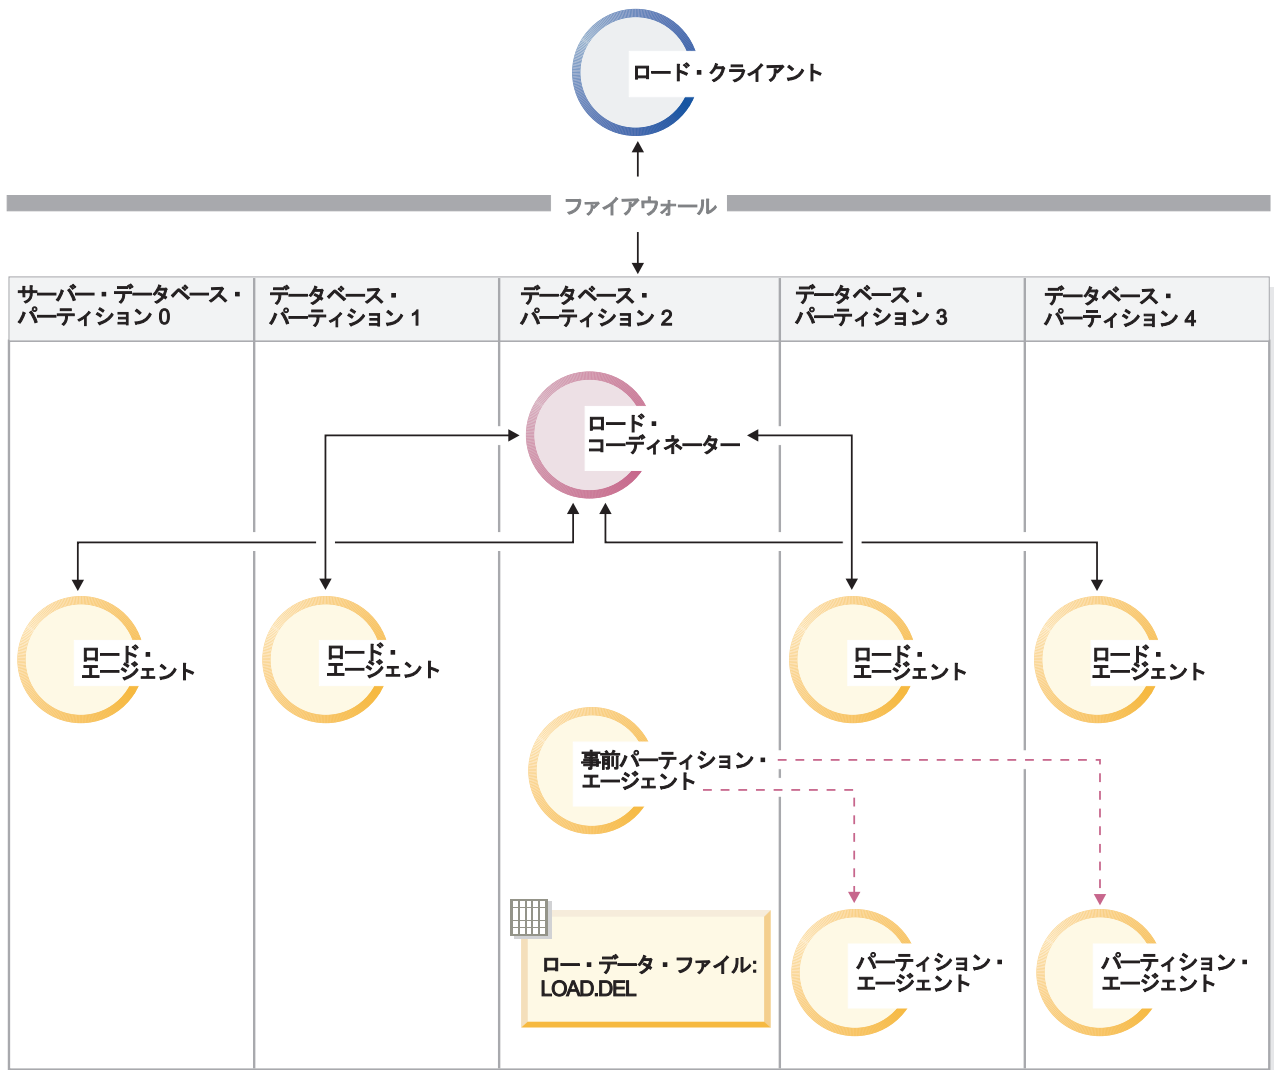 ロード・クライアント
ファイアウォール
サーバー・データベース・
パーティション 0
データベース・
パーティション 1
データベース・
パーティション 2
データベース・
パーティション 3
データベース・
パーティション 4
ロード・
コーディネーター
ロード・
エージェント
ロード・
エージェント
ロード・
エージェント
ロード・
エージェント
事前パーティション・
エージェント
ロー・データ・ファイル:
LOAD.DEL
パーティション・
エージェント
パーティション・
エージェント